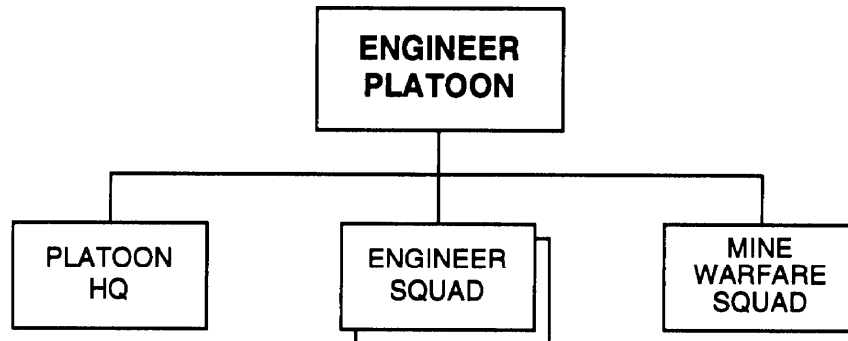 ENGINEER
PLATOON
PLATOON
HQ
ENGINEER
SQUAD
MINE
WARFARE
SQUAD